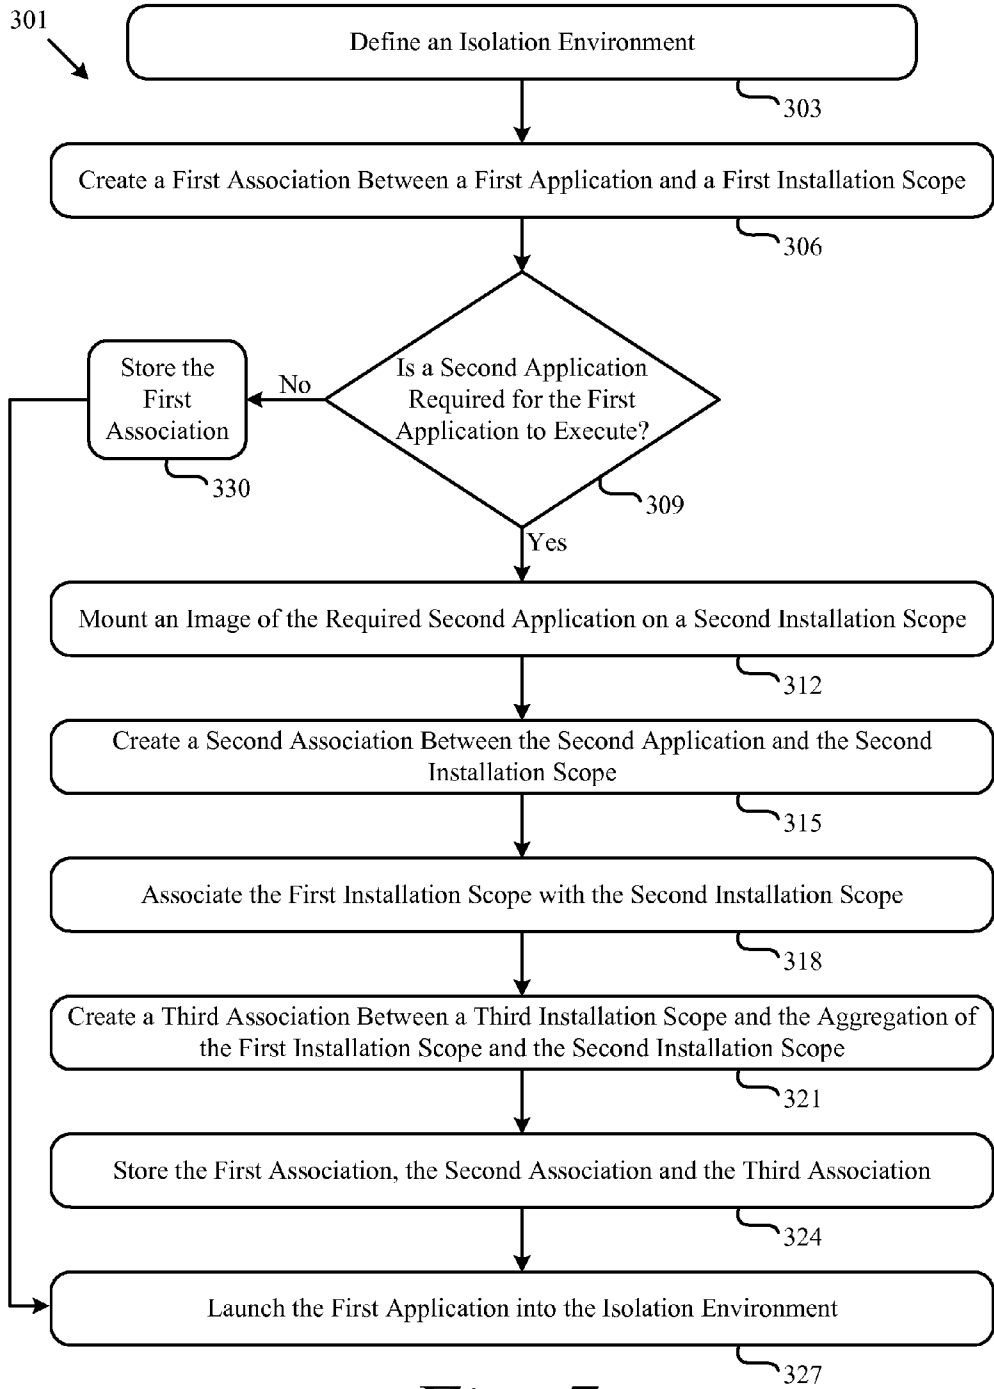 301
Define an Isolation Environment
303
Create a First Association Between a First Application and a First Installation Scope
306
Is a Second Application
Required for the First
Application to Execute?
309
No
Store the
First
Association
330
Yes
Mount an Image of the Required Second Application on a Second Installation Scope
312
Create a Second Association Between the Second Application and the Second
Installation Scope
315
Associate the First Installation Scope with the Second Installation Scope
318
Create a Third Association Between a Third Installation Scope and the Aggregation of
the First Installation Scope and the Second Installation Scope
321
Store the First Association, the Second Association and the Third Association
324
Launch the First Application into the Isolation Environment
327